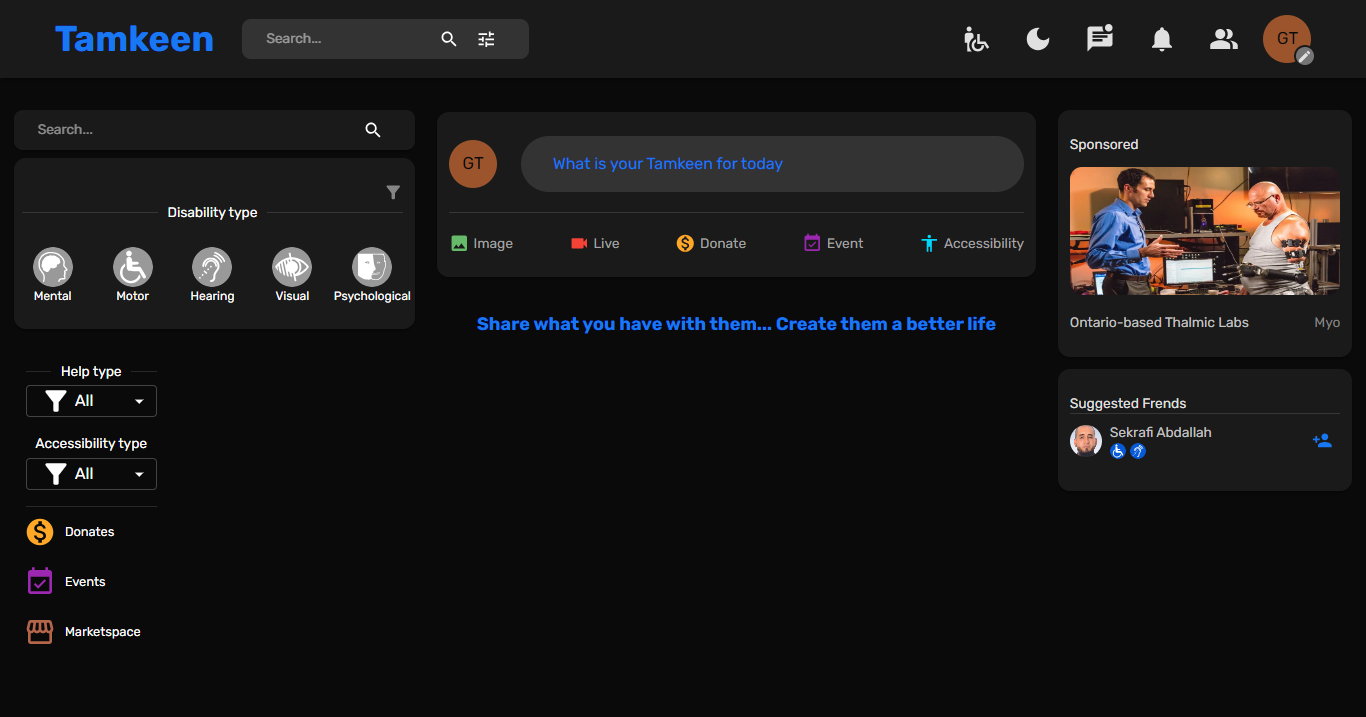 Tamkeen
Search...
GT
Search...
Disability type
Mental
Motor
Hearing
Visual
Psychological
Help type
All
Accessibility type
All
Donates
Events
Marketspace
GT
What is your Tamkeen for today
Image
Live
Donate
Event
Accessibility
Share what you have with them... Create them a better life
Sponsored
Ontario-based Thalmic Labs
Myo
Suggested Frends
Sekrafi Abdallah